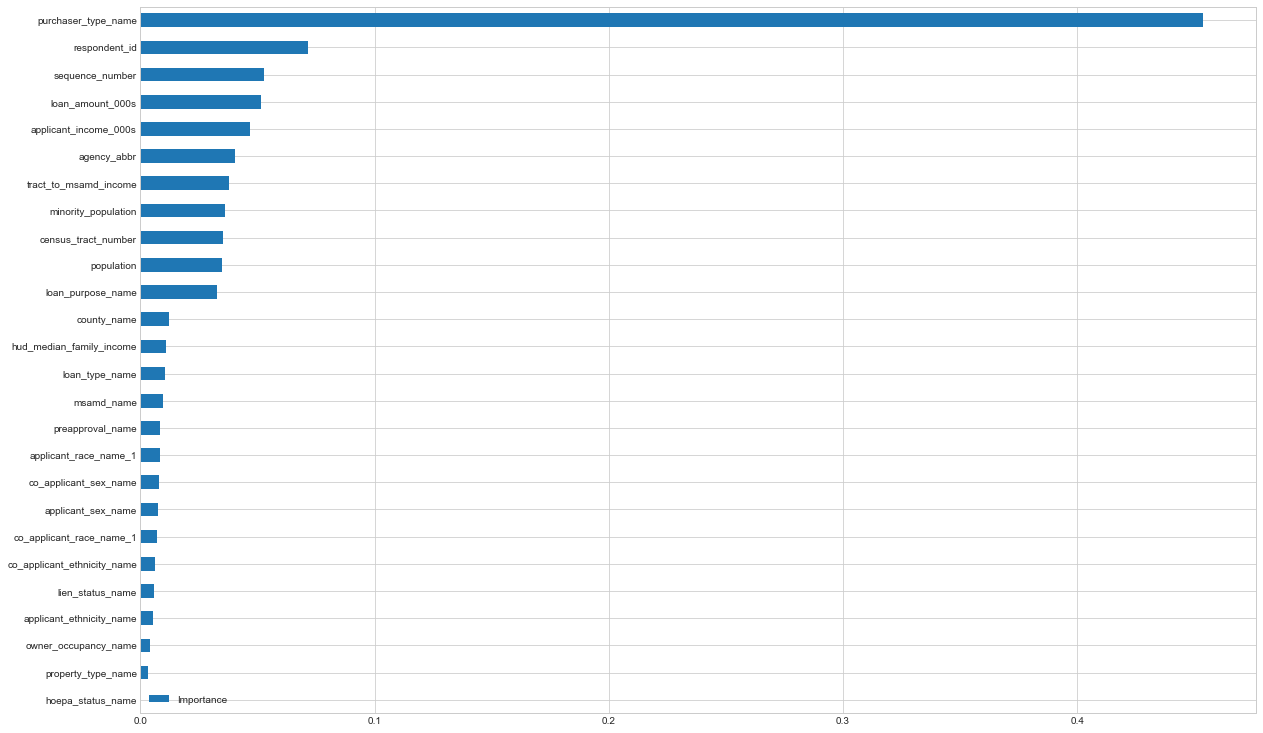 purchaser_type_name
respondent_id
sequence_number
loan_amount_000s
applicant_income_000s
agency_abbr
tract_to_msamd_income
minority_population
census_tract_number
population
loan_purpose_name
county_name
hud_median_family_income
loan_type_name
msamd_name
preapproval_name
applicant_race_name_1
co_applicant_sex_name
applicant_sex_name
co_applicant_race_name_1
co_applicant_ethnicity_name
lien_status_name
applicant_ethnicity_name
owner_occupancy_name
property_type_name
hoepa_status_name Importance
0.0 0.1 0.2 0.3 0.4